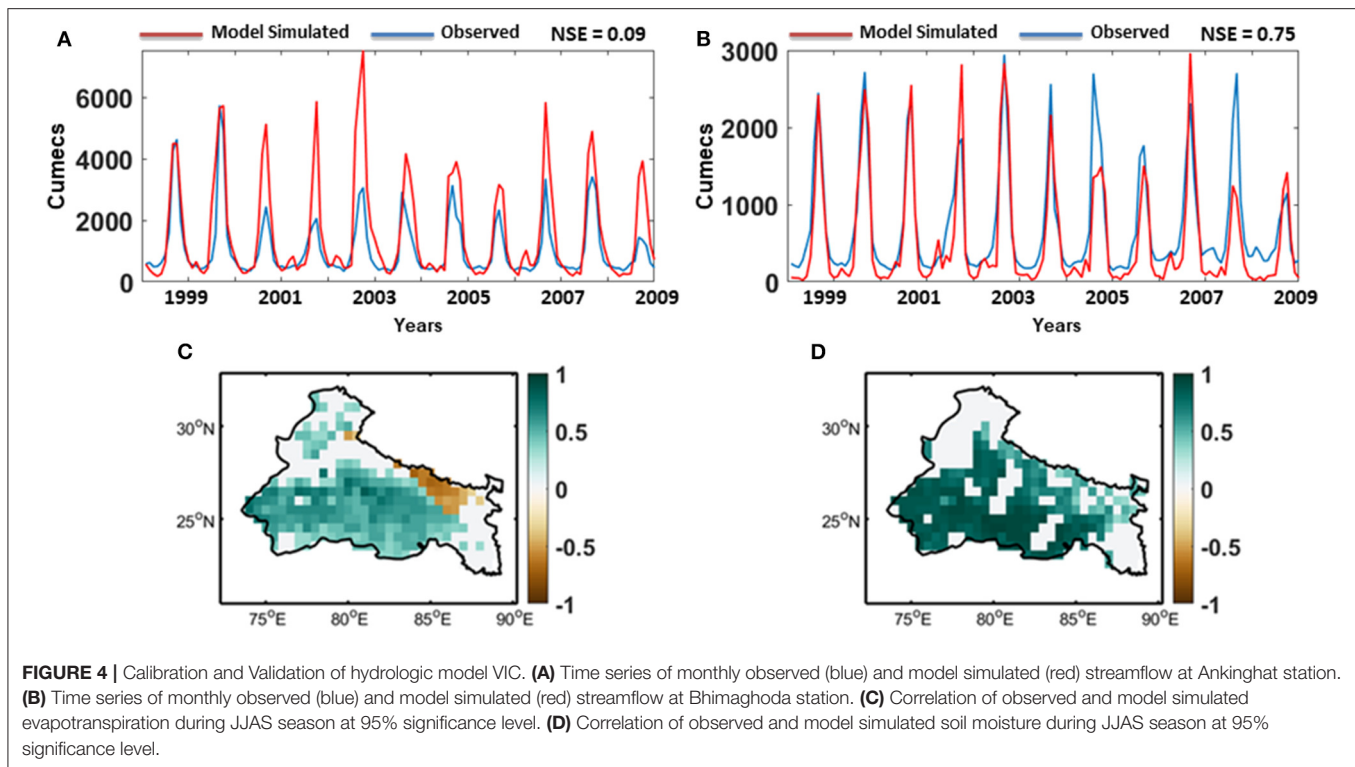 A
Model Simulated
Observed
NSE = 0.09
6000
4000
2000
0
Cumecs
1999
2001
2003
2005
2007
2009
Years
B
Model Simulated
Observed
NSE = 0.75
3000
2000
1000
0
Cumecs
1999
2001
2003
2005
2007
2009
Years
C
30°N
25°N
75°E
80°E
85°E
90°E
1
0.5
0
-0.5
-1
D
30°N
25°N
75°E
80°E
85°E
90°E
1
0.5
0
-0.5
-1
FIGURE 4 | Calibration and Validation of hydrologic model VIC. (A) Time series of monthly observed (blue) and model simulated (red) streamflow at Ankinghat station.
(B) Time series of monthly observed (blue) and model simulated (red) streamflow at Bhimaghoda station. (C) Correlation of observed and model simulated
evapotranspiration during JJAS season at 95% significance level. (D) Correlation of observed and model simulated soil moisture during JJAS season at 95%
significance level.